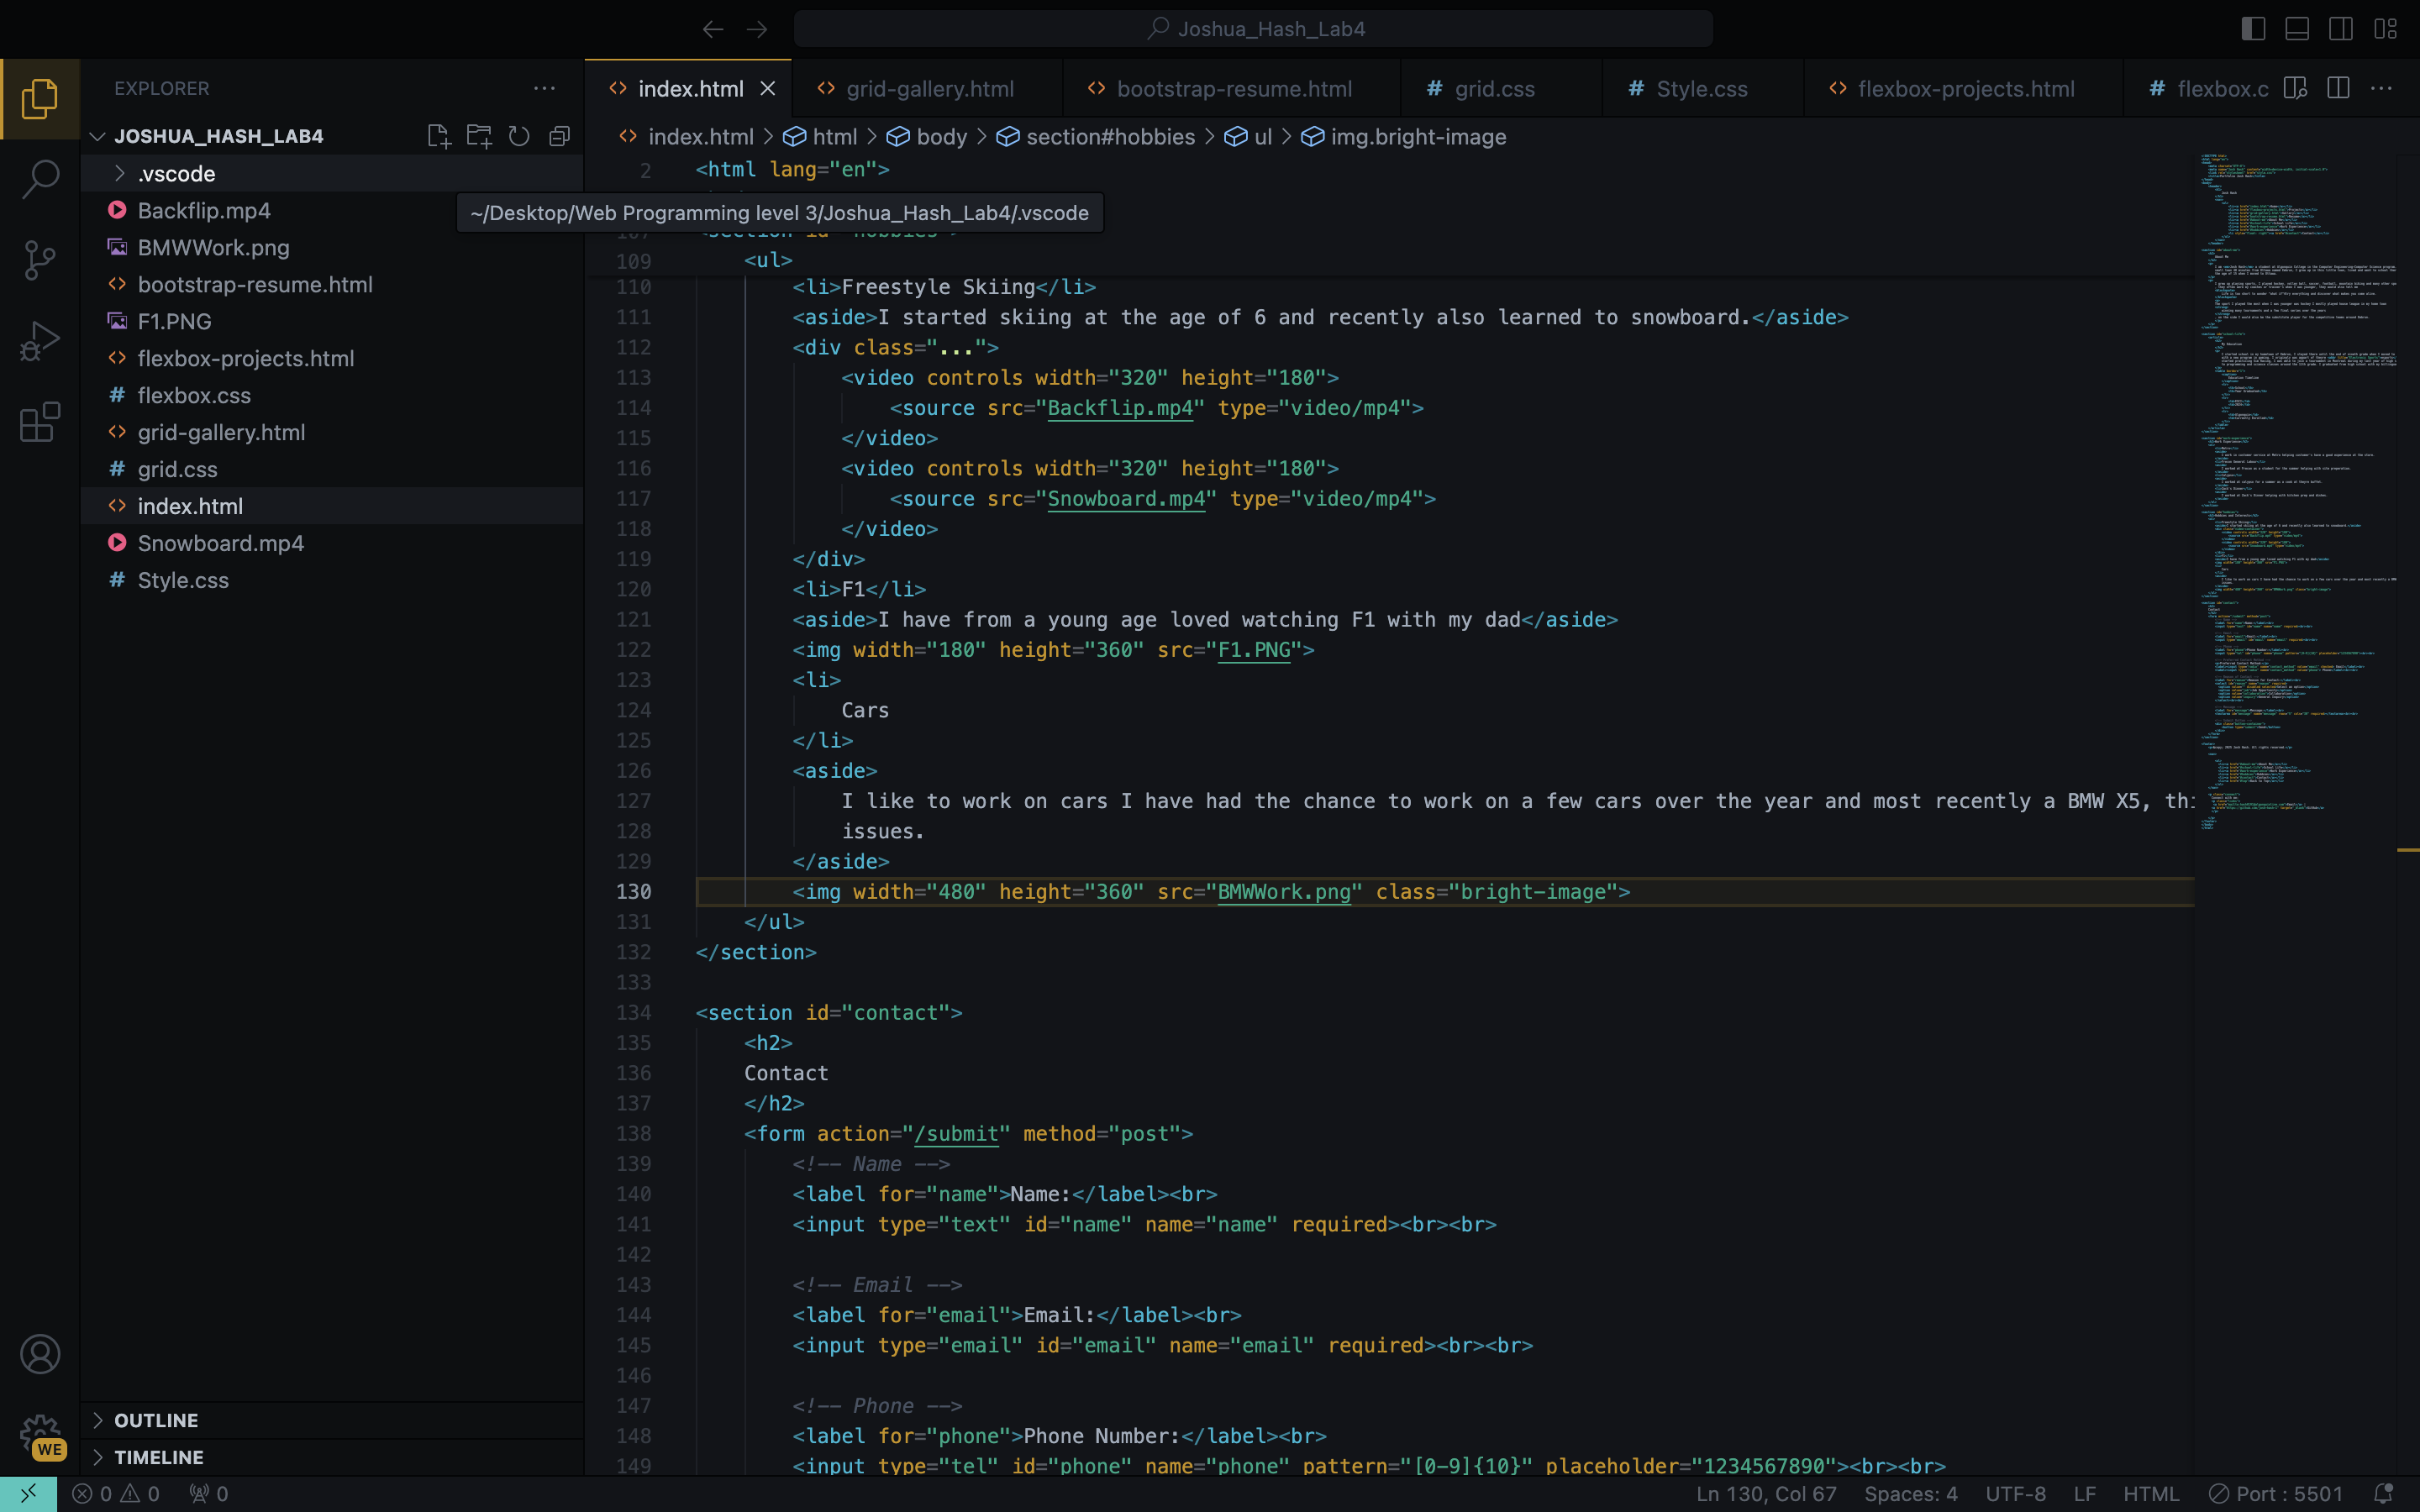 Joshua_Hash_Lab4
EXPLORER
JOSHUA_HASH_LAB4
.vscode
Backflip.mp4
BMWWork.png
bootstrap-resume.html
F1.PNG
flexbox-projects.html
# flexbox.css
grid-gallery.html
# grid.css
index.html
Snowboard.mp4
# Style.css
OUTLINE
TIMELINE
WE
index.html
grid-gallery.html
bootstrap-resume.html
# grid.css
# Style.css
flexbox-projects.html
# flexbox.c
index.html > html > body > section#hobbies > ul > img.bright-image
~/Desktop/Web Programming level 3/Joshua_Hash_Lab4/.vscode
2 <html lang="en">
109 <ul>
110 <li>Freestyle Skiing</li>
111 <aside>I started skiing at the age of 6 and recently also learned to snowboard.</aside>
112 <div class="...">
113 <video controls width="320" height="180">
114 <source src="Backflip.mp4" type="video/mp4">
115 </video>
116 <video controls width="320" height="180">
117 <source src="Snowboard.mp4" type="video/mp4">
118 </video>
119 </div>
120 <li>F1</li>
121 <aside>I have from a young age loved watching F1 with my dad</aside>
122 <img width="180" height="360" src="F1.PNG">
123 <li>
124 Cars
125 </li>
126 <aside>
127 I like to work on cars I have had the chance to work on a few cars over the year and most recently a BMW X5, thi
128 issues.
129 </aside>
130 <img width="480" height="360" src="BMWWork.png" class="bright-image">
131 </ul>
132 </section>
133
134 <section id="contact">
135 <h2>
136 Contact
137 </h2>
138 <form action="/submit" method="post">
139 <!-- Name -->
140 <label for="name">Name:</label><br>
141 <input type="text" id="name" name="name" required><br><br>
142
143 <!-- Email -->
144 <label for="email">Email:</label><br>
145 <input type="email" id="email" name="email" required><br><br>
146
147 <!-- Phone -->
148 <label for="phone">Phone Number:</label><br>
149 <input type="tel" id="phone" name="phone" pattern="[0-9]{10}" placeholder="1234567890"><br><br>
0 0 0
Ln 130, Col 67 Spaces: 4 UTF-8 LF HTML Port : 5501